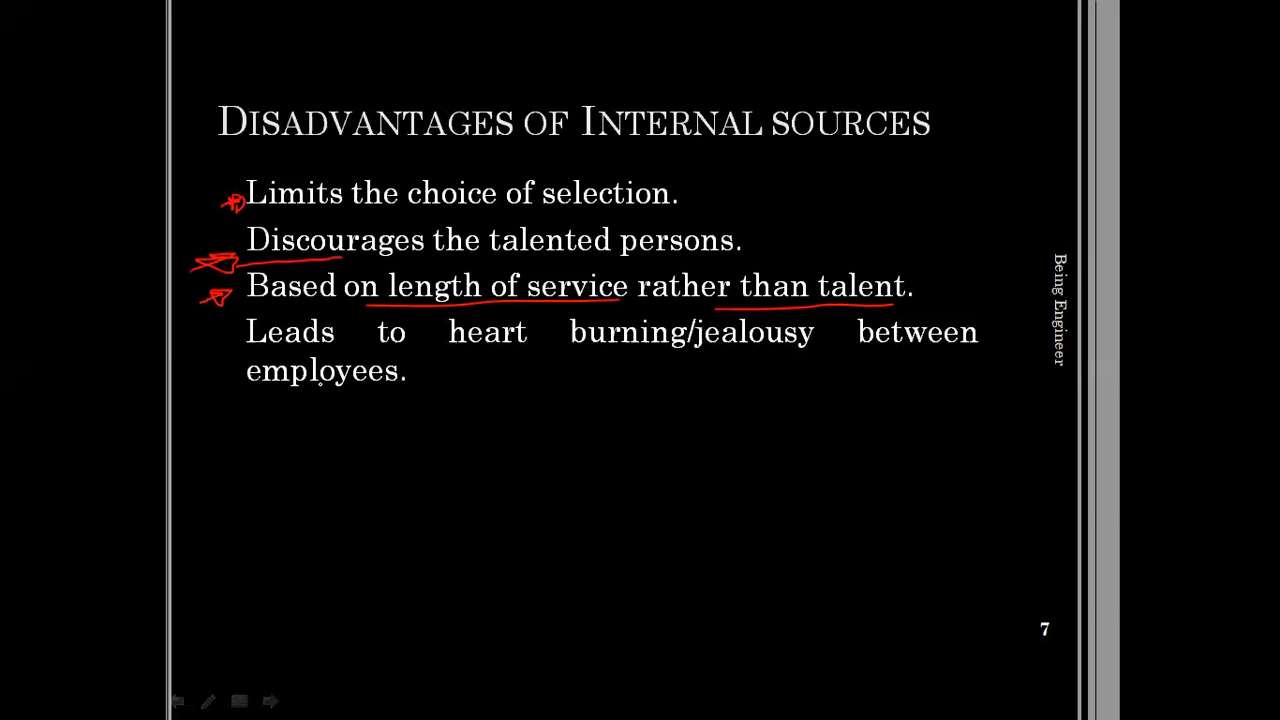 DISADVANTAGES OF INTERNAL SOURCES
Limits the choice of selection.
Discourages the talented persons.
Based on length of service rather than talent.
Leads to heart burning/jealousy between
employees.
Being Engineer
7